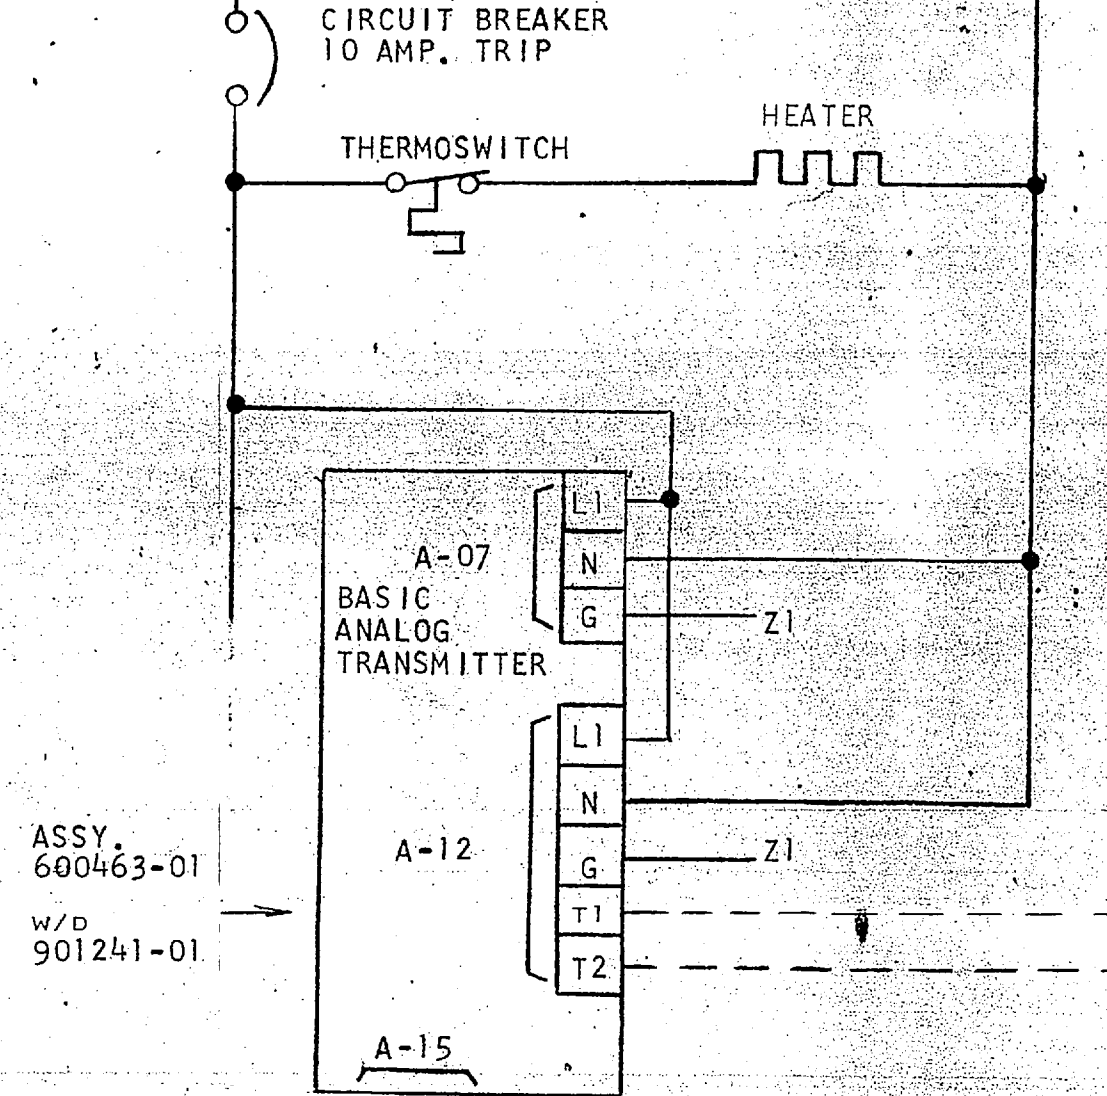 CIRCUIT BREAKER
10 AMP. TRIP
HEATER
THERMOSWITCH
L1
A-07
N
BASIC
ANALOG
TRANSMITTER
G
Z1
L1
N
ASSY.
600463-01
A-12
G
Z1
W/D
901241-01
T1
T2
A-15